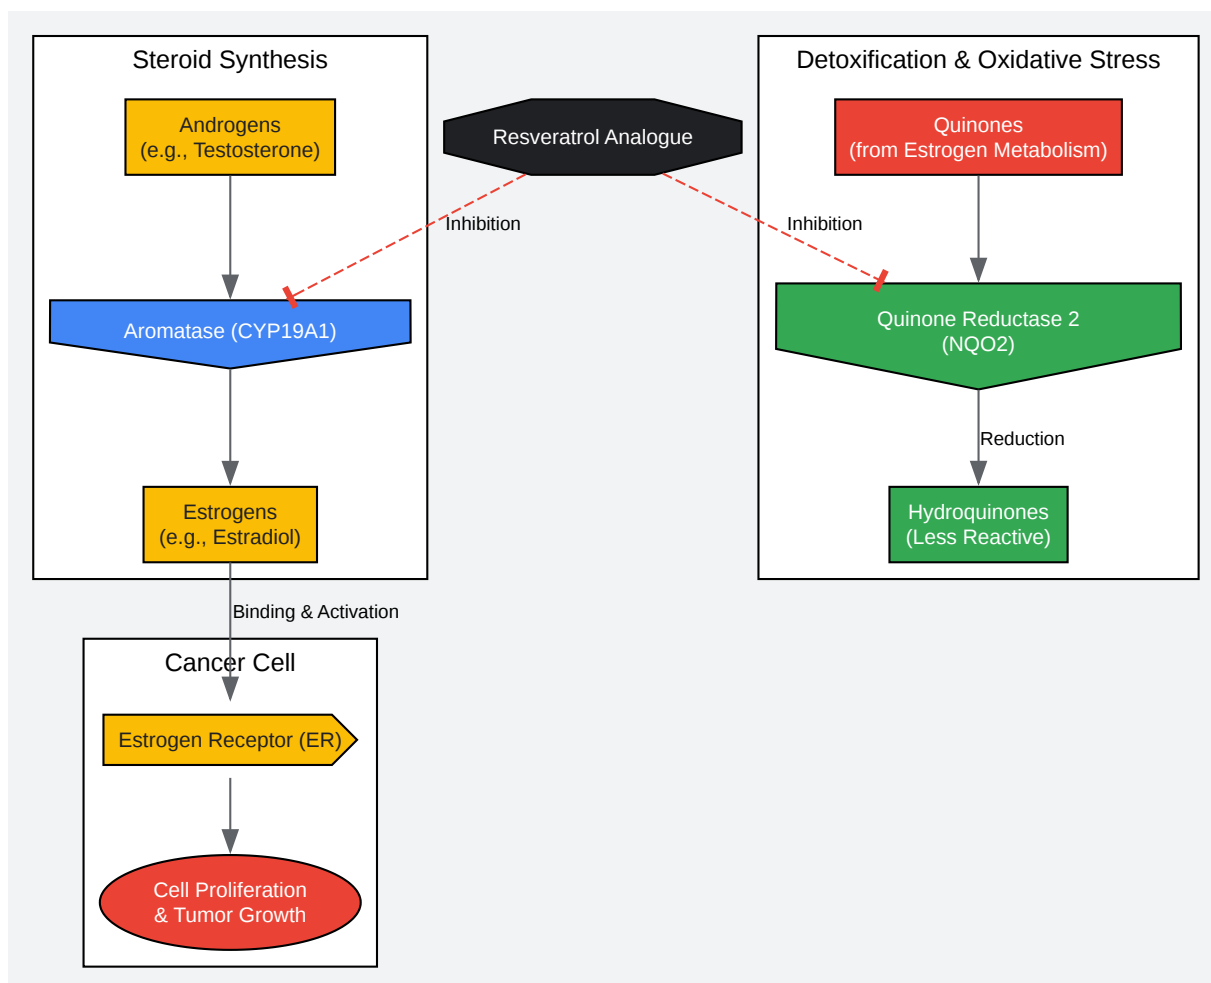 Steroid Synthesis
Androgens
(e.g., Testosterone)
Aromatase (CYP19A1)
Estrogens
(e.g., Estradiol)
Binding & Activation
Cancer Cell
Estrogen Receptor (ER)
Cell Proliferation
& Tumor Growth
Resveratrol Analogue
Inhibition
Inhibition
Detoxification & Oxidative Stress
Quinones
(from Estrogen Metabolism)
Quinone Reductase 2
(NQO2)
Reduction
Hydroquinones
(Less Reactive)